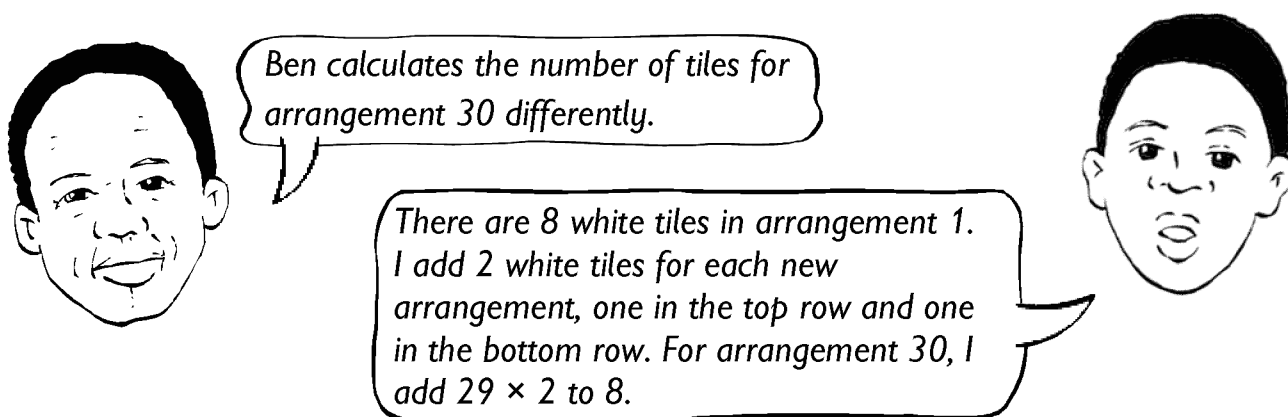 Ben calculates the number of tiles for
arrangement 30 differently.
There are 8 white tiles in arrangement 1.
I add 2 white tiles for each new
arrangement, one in the top row and one
in the bottom row. For arrangement 30, I
add 29 × 2 to 8.